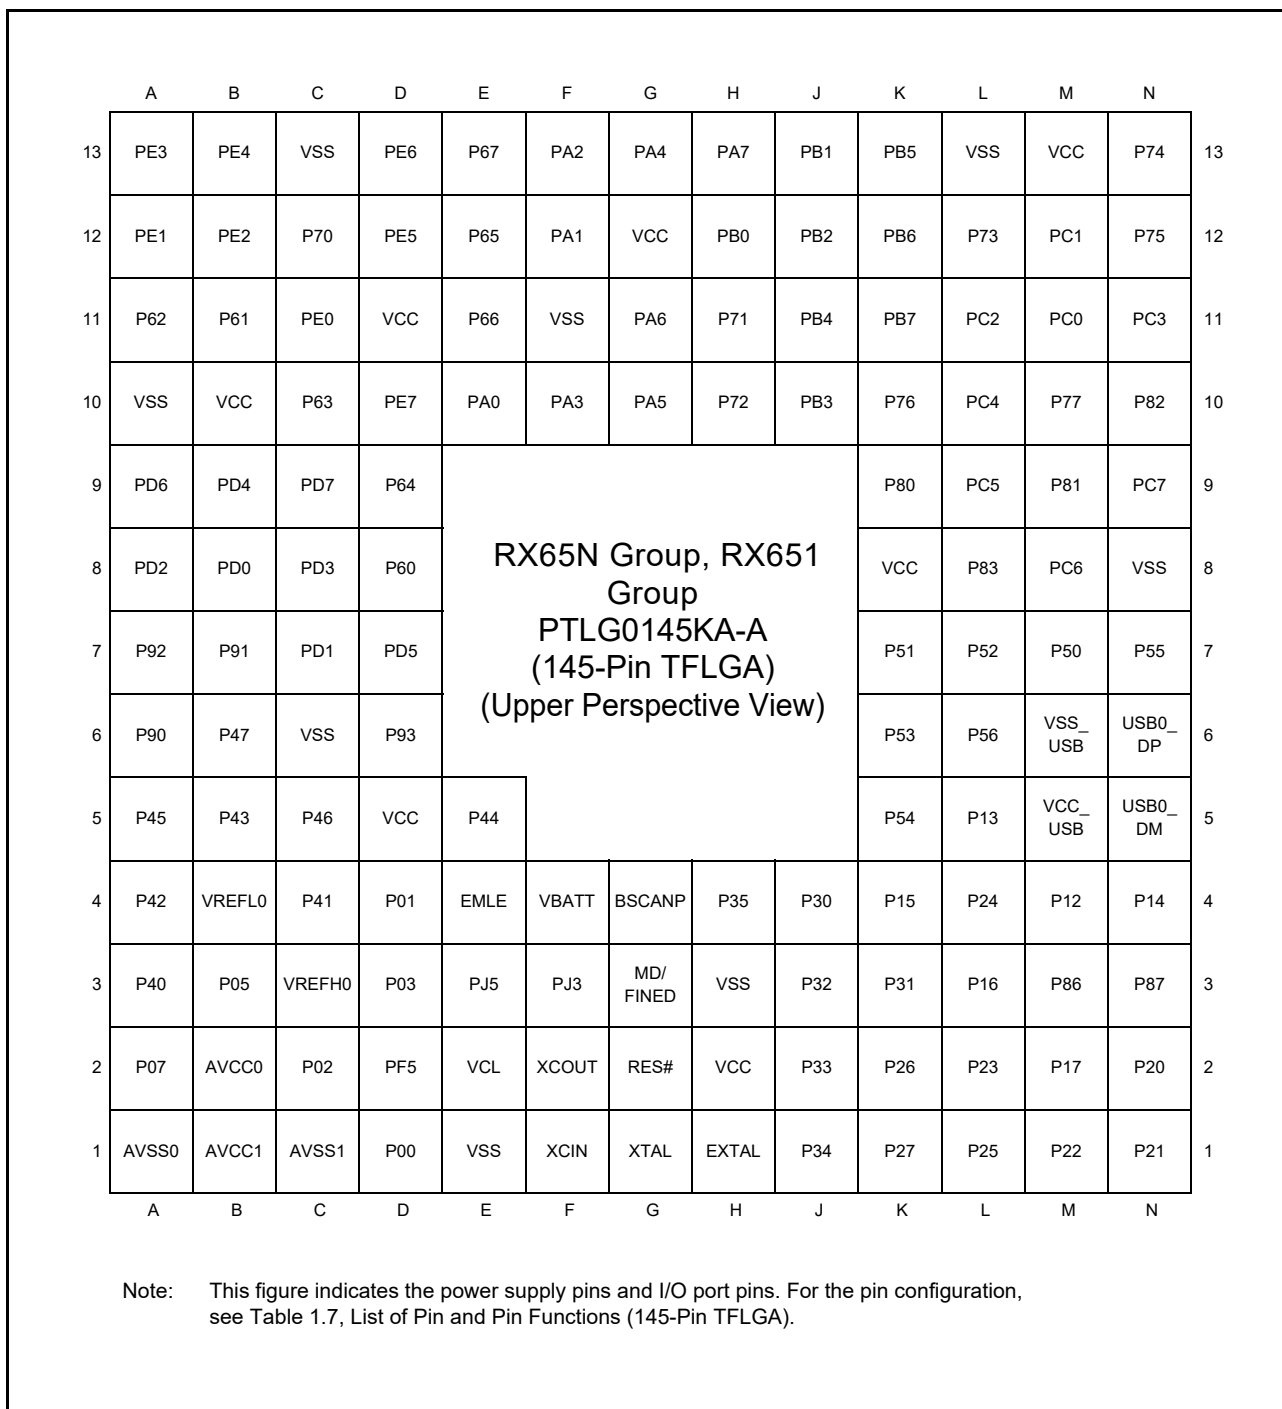 A B C D E F G H J K L M N
13 PE3 PE4 VSS PE6 P67 PA2 PA4 PA7 PB1 PB5 VSS VCC P74 13
12 PE1 PE2 P70 PE5 P65 PA1 VCC PB0 PB2 PB6 P73 PC1 P75 12
11 P62 P61 PE0 VCC P66 VSS PA6 P71 PB4 PB7 PC2 PC0 PC3 11
10 VSS VCC P63 PE7 PA0 PA3 PA5 P72 PB3 P76 PC4 P77 P82 10
9 PD6 PD4 PD7 P64 P80 PC5 P81 PC7 9
8 PD2 PD0 PD3 P60 VCC P83 PC6 VSS 8
7 P92 P91 PD1 PD5 P51 P52 P50 P55 7
6 P90 P47 VSS P93 P53 P56 VSS_ USB0_
USB DP 6
5 P45 P43 P46 VCC P44 P54 P13 VCC_ USB0_
USB DM 5
RX65N Group, RX651
Group
PTLG0145KA-A
(145-Pin TFLGA)
(Upper Perspective View)
4 P42 VREFL0 P41 P01 EMLE VBATT BSCANP P35 P30 P15 P24 P12 P14 4
3 P40 P05 VREFH0 P03 PJ5 PJ3 MD/
FINED VSS P32 P31 P16 P86 P87 3
2 P07 AVCC0 P02 PF5 VCL XCOUT RES# VCC P33 P26 P23 P17 P20 2
1 AVSS0 AVCC1 AVSS1 P00 VSS XCIN XTAL EXTAL P34 P27 P25 P22 P21 1
A B C D E F G H J K L M N
Note: This figure indicates the power supply pins and I/O port pins. For the pin configuration,
see Table 1.7, List of Pin and Pin Functions (145-Pin TFLGA).